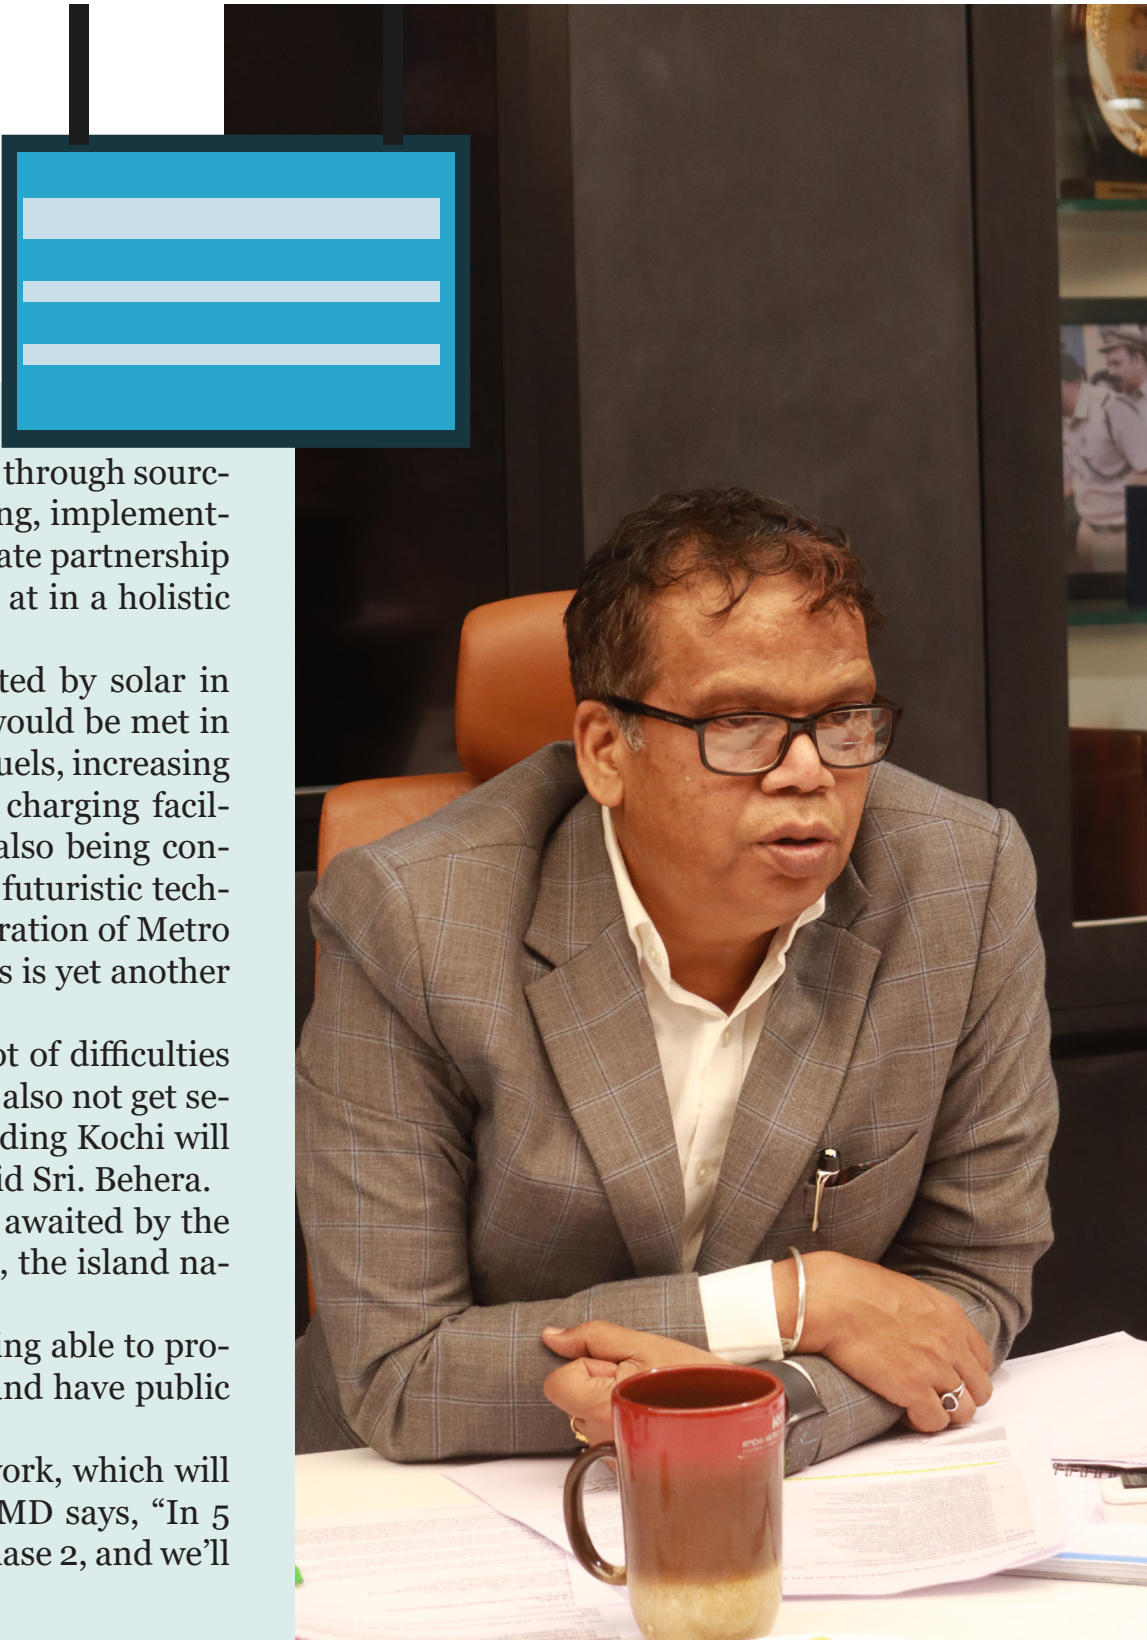 through sourc-
ng, implement-
ate partnership
at in a holistic
ted by solar in
would be met in
uels, increasing
charging facil-
also being con-
futuristic tech-
ration of Metro
s is yet another
ot of difficulties
also not get se-
ding Kochi will
id Sri. Behera.
awaited by the
, the island na-
ing able to pro-
and have public
work, which will
MD says, “In 5
hase 2, and we’ll